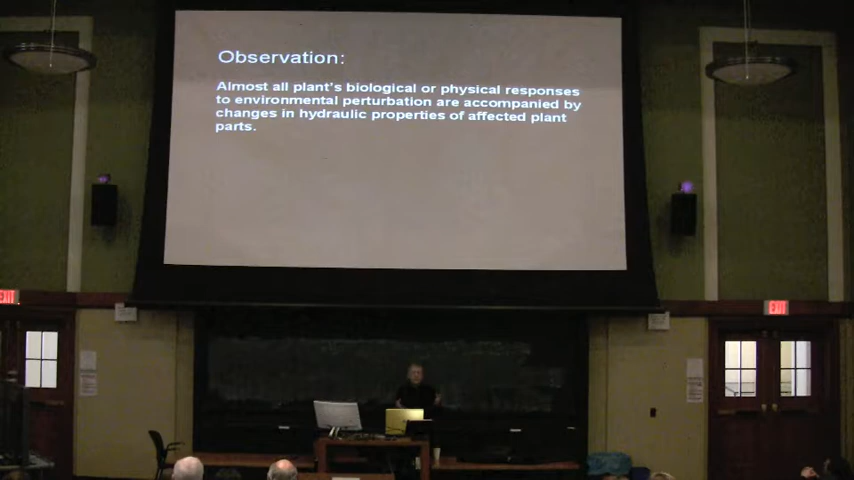 Observation:
Almost all plant's biological or physical responses
to environmental perturbation are accompanied by
changes in hydraulic properties of affected plant
parts.
EXIT
EXIT